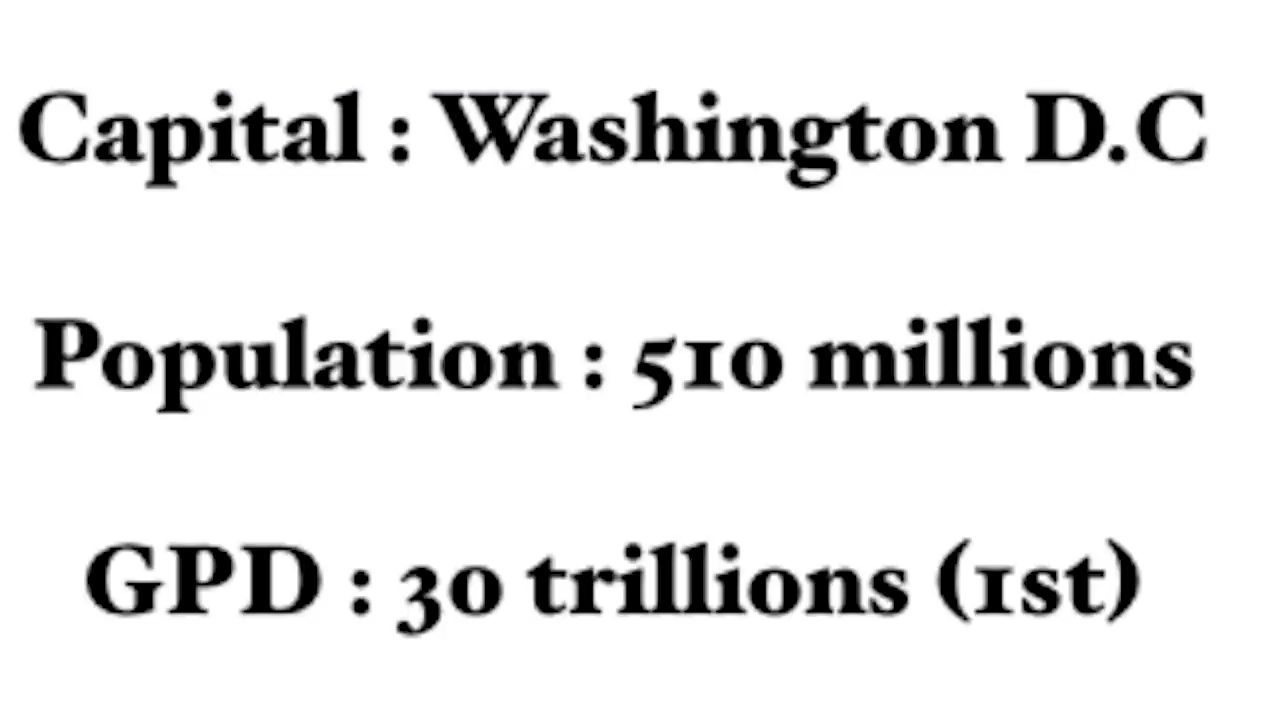 Capital : Washington D.C
Population : 510 millions
GPD : 30 trillions (1st)